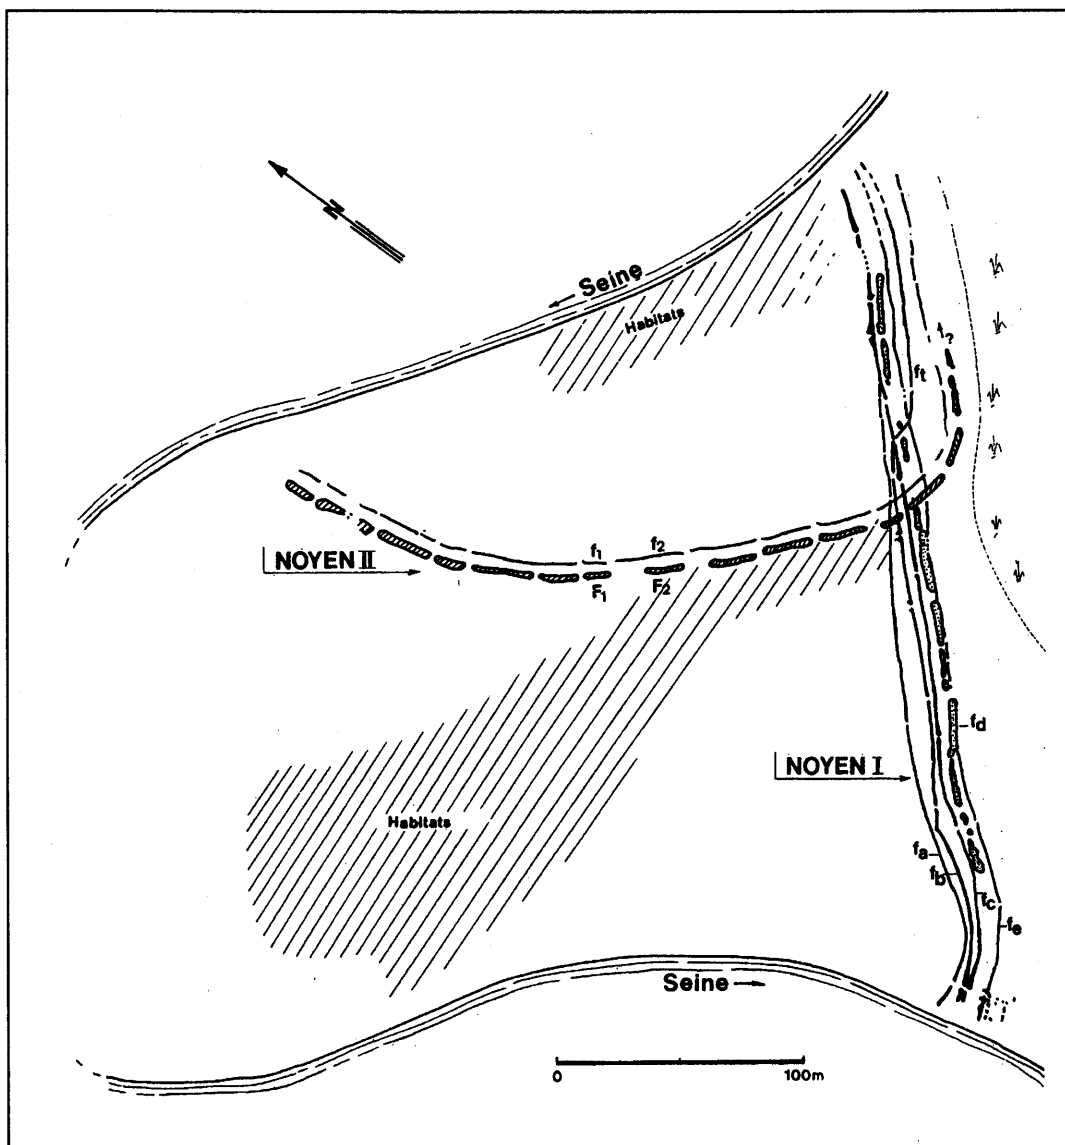 N
Seine
Habitats
f?
ft
f1
f2
NOYEN II
F1
F2
fd
NOYEN I
Habitats
fa
fb
fc
fe
Seine
0
100m